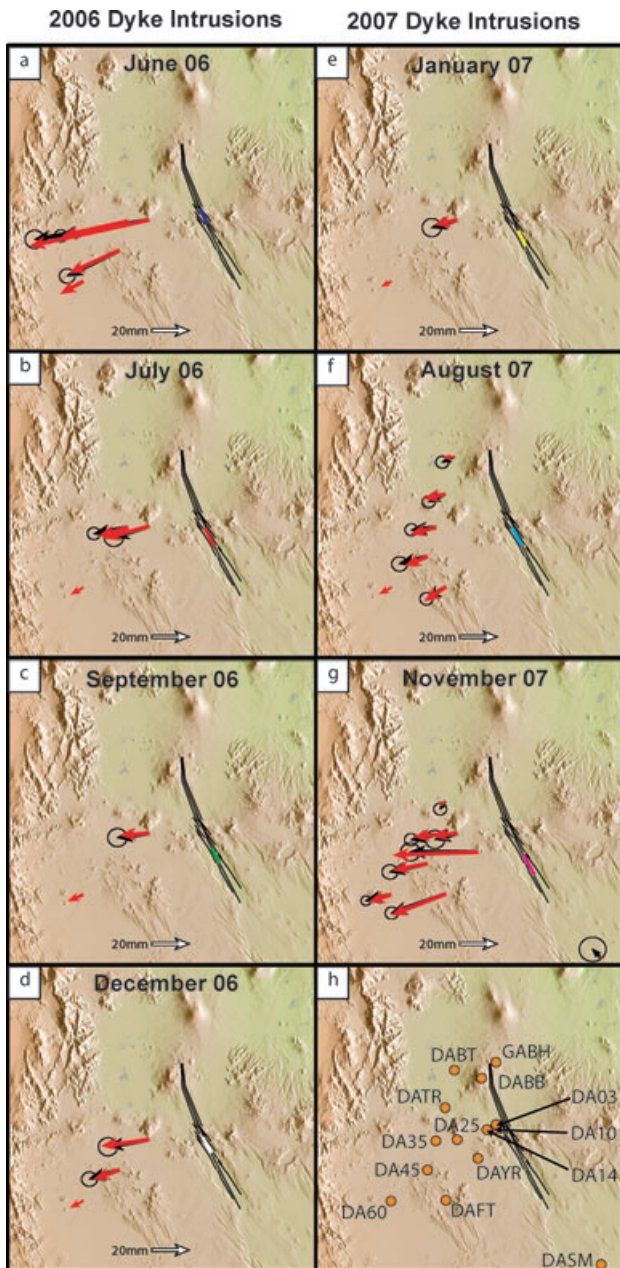 2006 Dyke Intrusions
2007 Dyke Intrusions
a
June 06
20mm
e
January 07
20mm
b
July 06
20mm
f
August 07
20mm
c
September 06
20mm
g
November 07
20mm
d
December 06
20mm
h
GABH
DABT
DABB
DATR
DA03
DA25
DA35
DA10
DA45
DAYR
DA14
DA60
DAFT
DASM